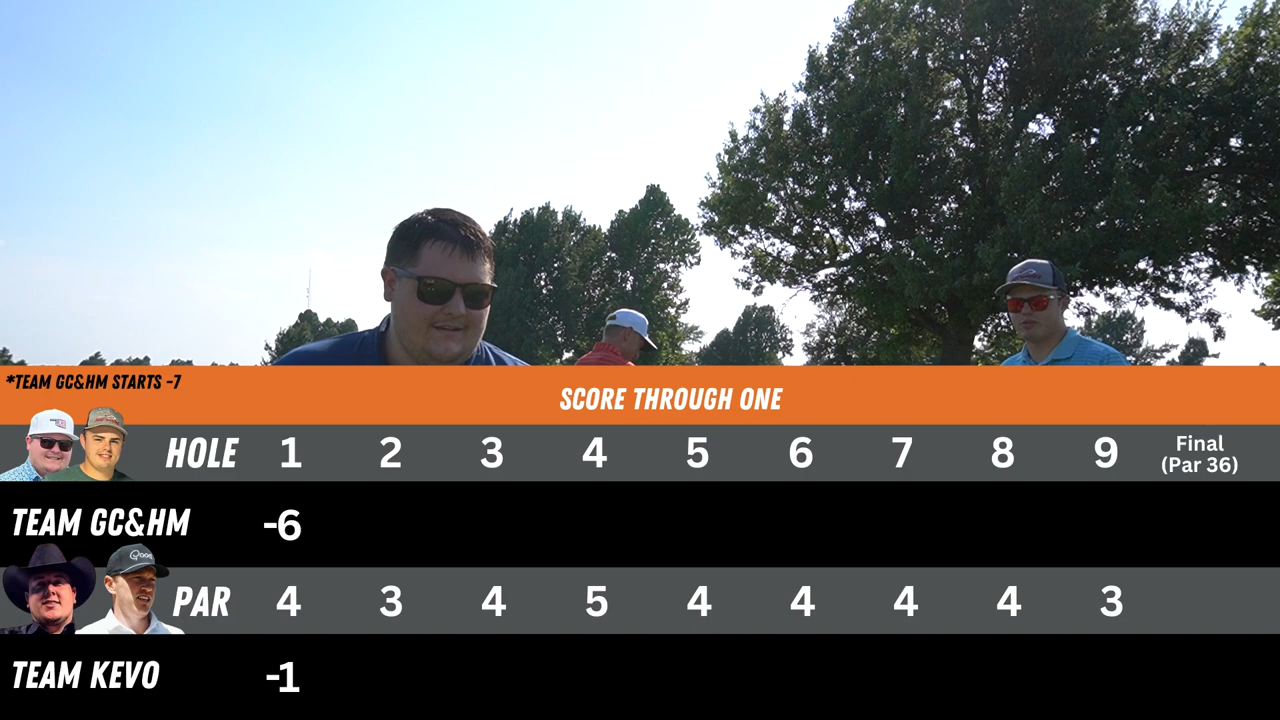 *TEAM GC&HM STARTS -7
SCORE THROUGH ONE
HOLE 1 2 3 4 5 6 7 8 9 Final (Par 36)
TEAM GC&HM -6
PAR 4 3 4 5 4 4 4 4 3
TEAM KEVO -1